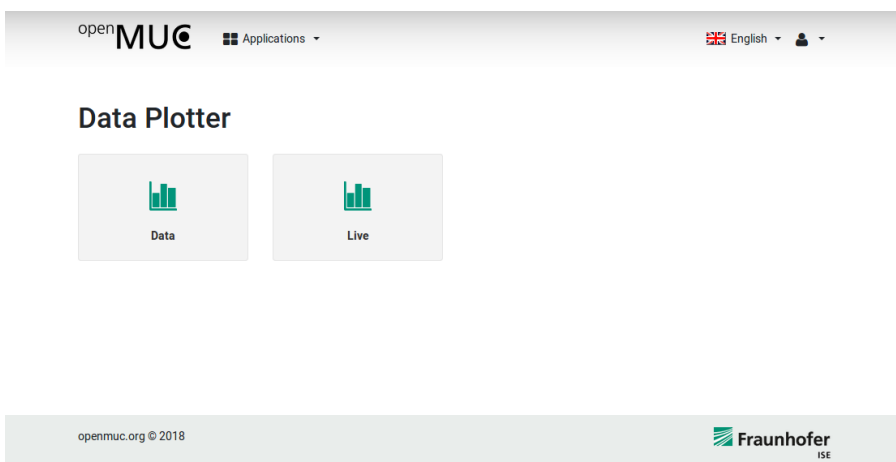 openMUC
Applications
English
Data Plotter
Data
Live
openmuc.org © 2018
Fraunhofer
ISE